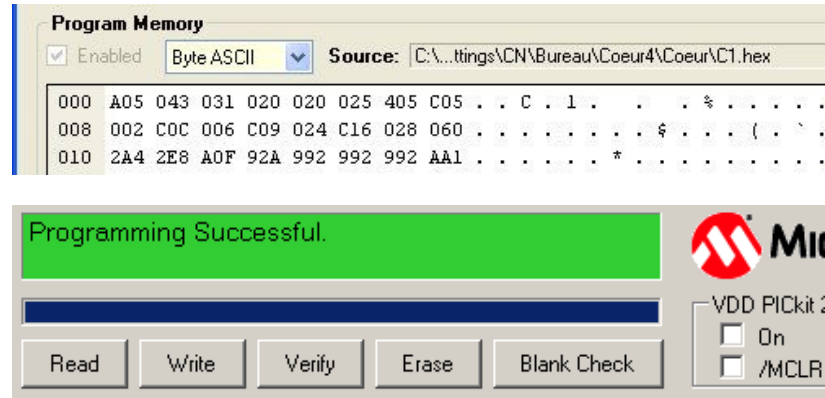 Program Memory
Enabled Byte ASCII Source: C:\...ttings\CN\Bureau\Coeur4\Coeur\C1.hex
000 A05 043 031 020 020 025 405 C05 . . C . 1 . . . % . . . . .
008 002 C0C 006 C09 024 C16 028 060 . . . . . . . . $ . . . ( . ` .
010 2A4 2E8 A0F 92A 992 992 992 AA1 . . . . . . * . . . . . . . . .
Programming Successful.
VDD PICkit 2
On
/MCLR
Read Write Verify Erase Blank Check